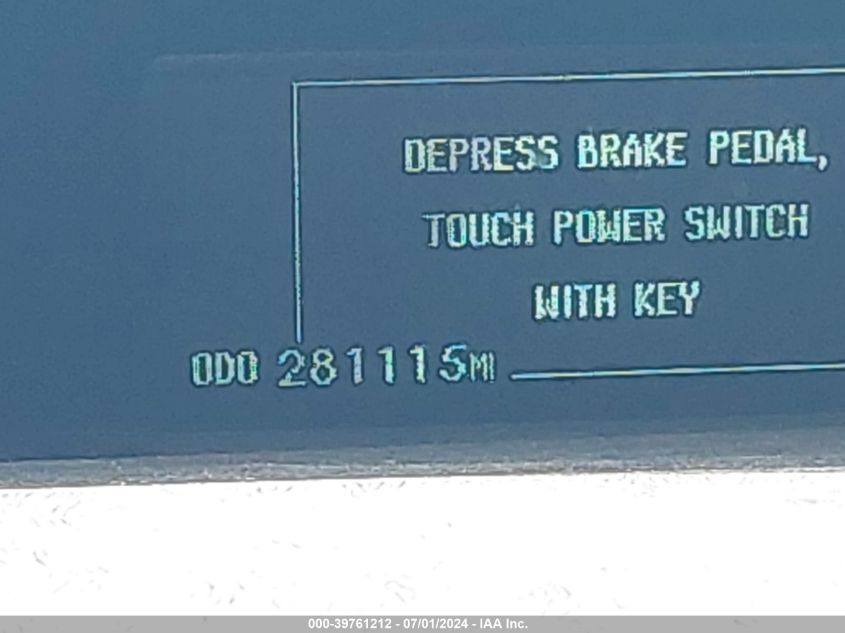 DEPRESS BRAKE PEDAL,
TOUCH POWER SWITCH
WITH KEY
ODO 281115MI
000-39761212 - 07/01/2024 - IAA Inc.